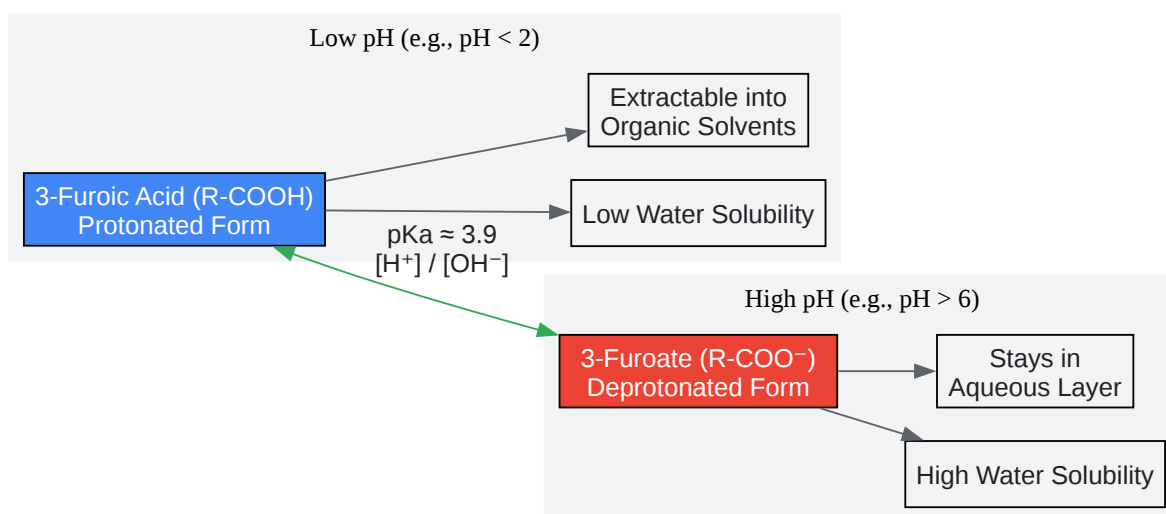 Low pH (e.g., pH < 2)
Extractable into
Organic Solvents
3-Furoic Acid (R-COOH)
Protonated Form
Low Water Solubility
pKa ≈ 3.9
[H⁺] / [OH⁻]
High pH (e.g., pH > 6)
3-Furoate (R-COO⁻)
Deprotonated Form
Stays in
Aqueous Layer
High Water Solubility